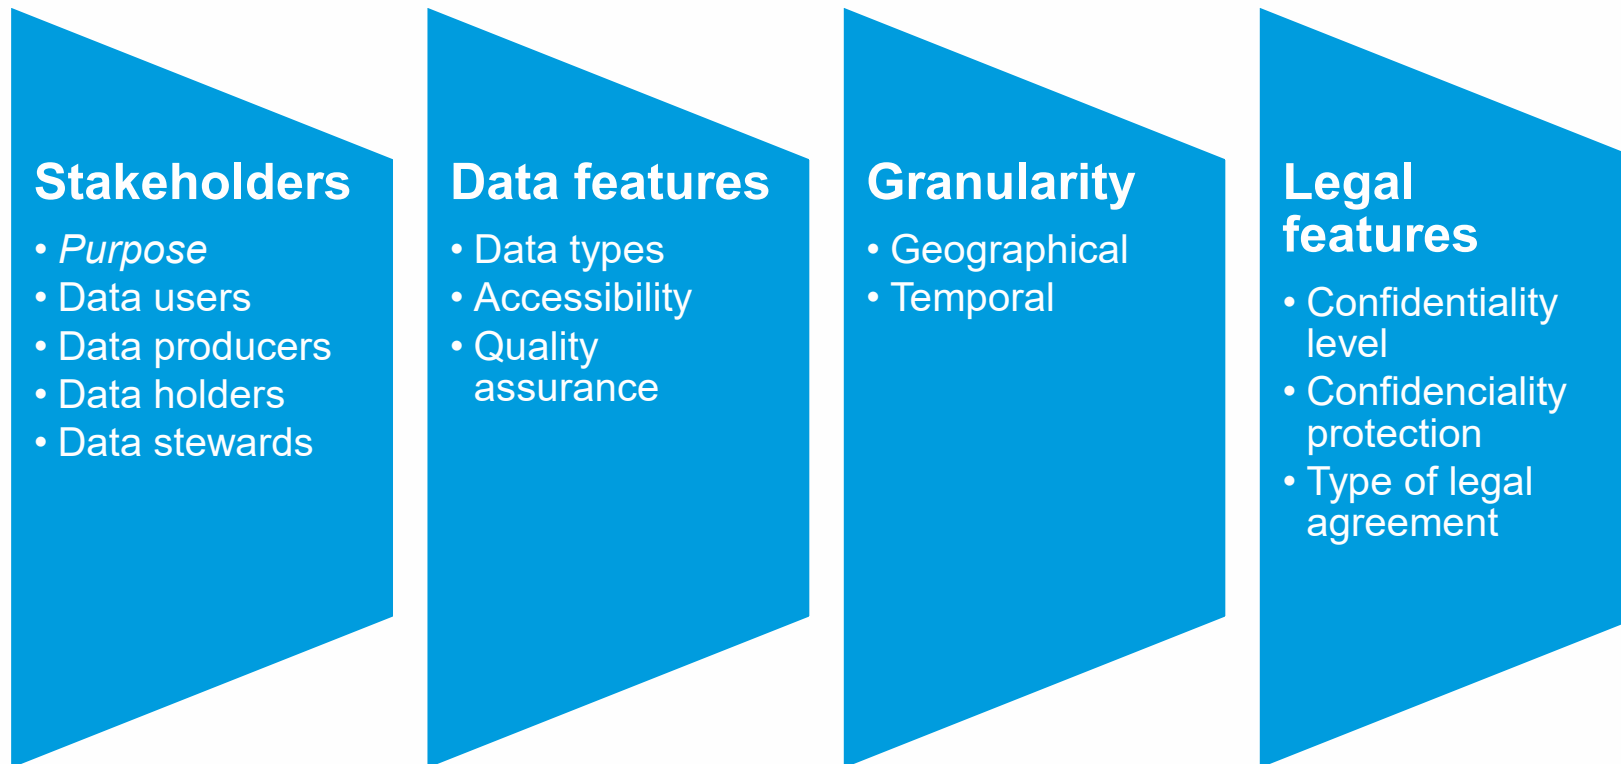 Stakeholders
• Purpose
• Data users
• Data producers
• Data holders
• Data stewards
Data features
• Data types
• Accessibility
• Quality
assurance
Granularity
• Geographical
• Temporal
Legal
features
• Confidentiality
level
• Confidenciality
protection
• Type of legal
agreement